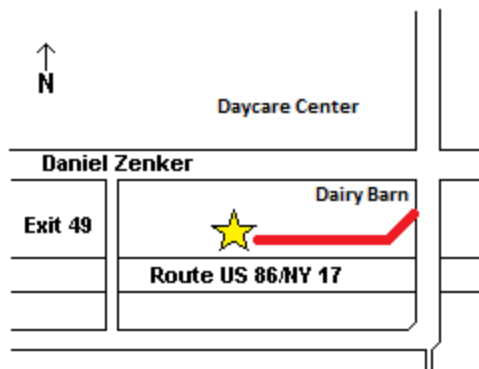 N
Daycare Center
Daniel Zenker
Dairy Barn
Exit 49
Route US 86/NY 17